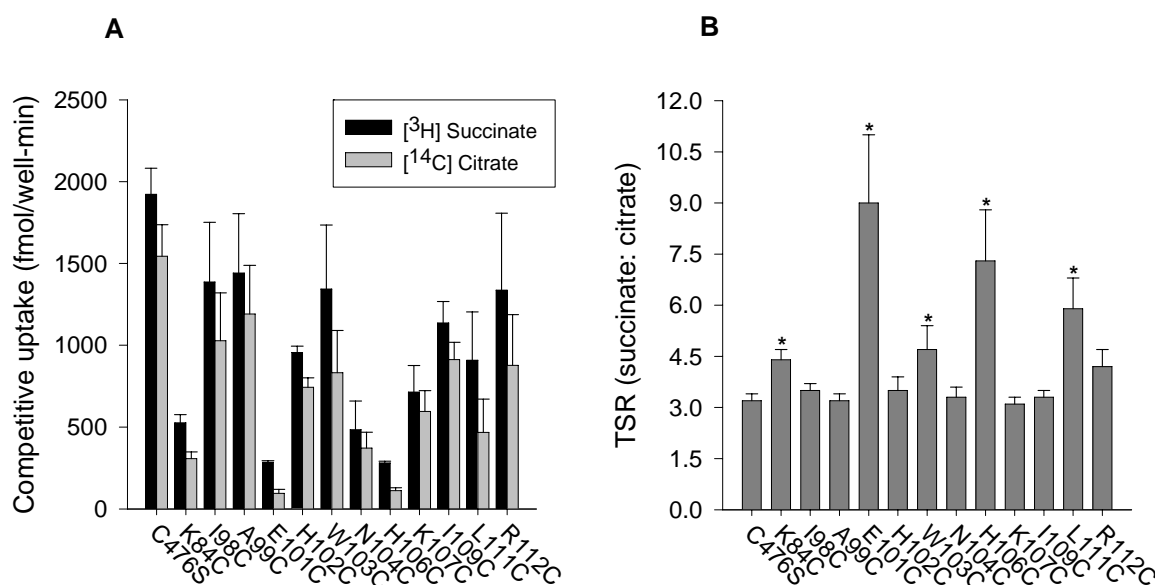 A
Competitive uptake (fmol/well-min)
2500
2000
1500
1000
500
0
[³H] Succinate
[¹⁴C] Citrate
C476S
K84C
I98C
A99C
E101C
H102C
W103C
N104C
H106C
K107C
I109C
L111C
R112C
B
TSR (succinate: citrate)
12.0
10.5
9.0
7.5
6.0
4.5
3.0
1.5
0.0
*
*
*
*
*
C476S
K84C
I98C
A99C
E101C
H102C
W103C
N104C
H106C
K107C
I109C
L111C
R112C